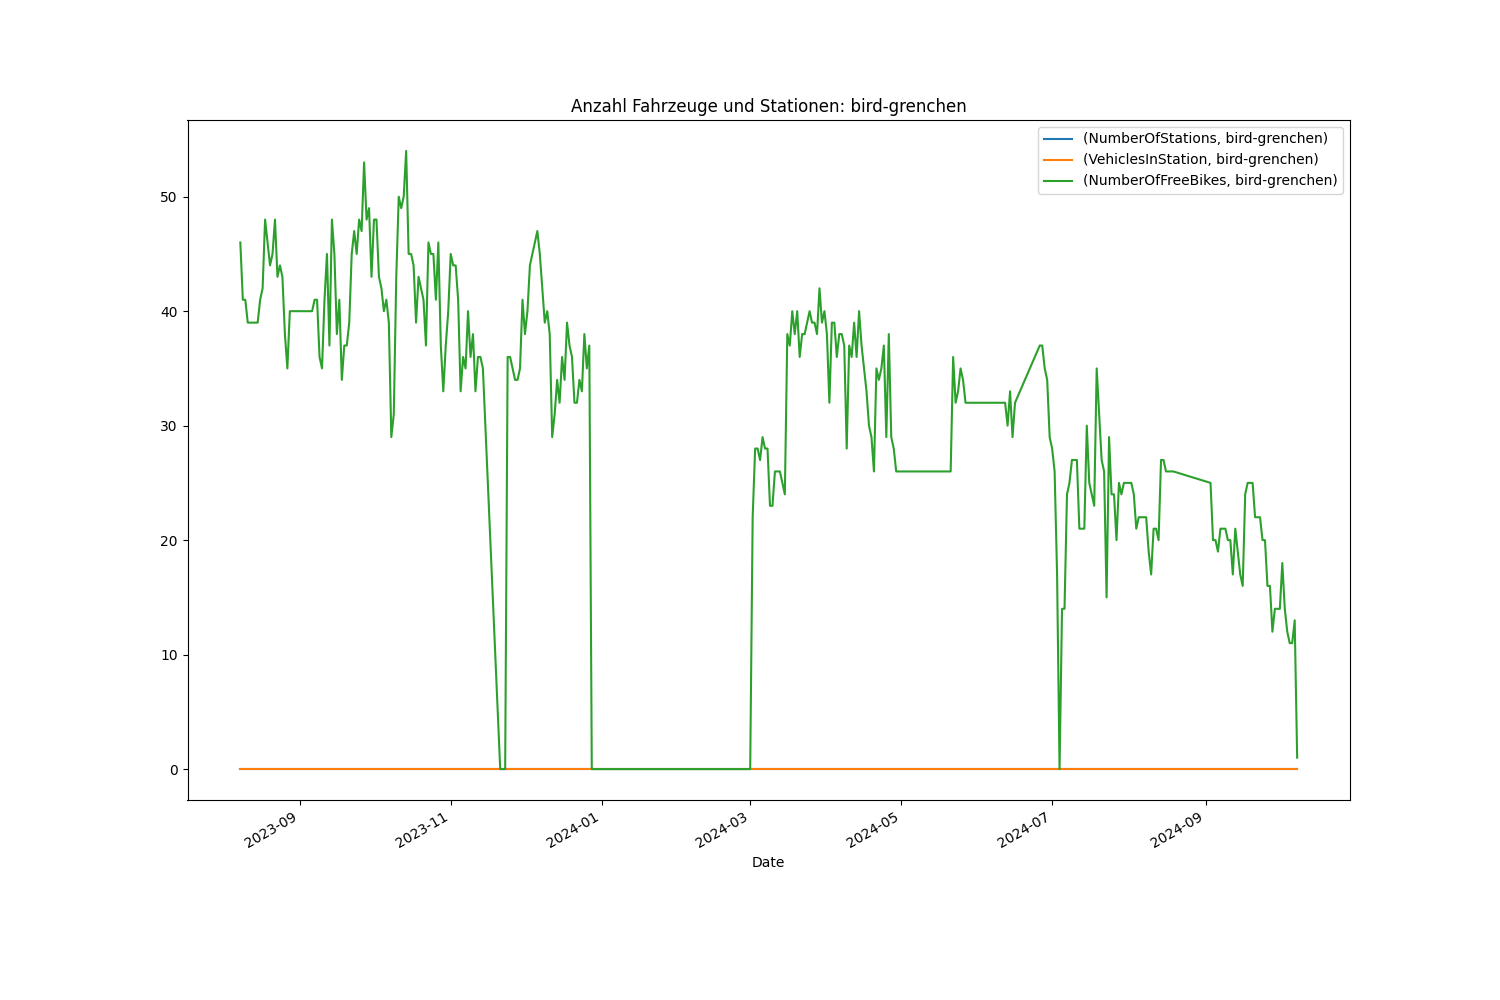 Anzahl Fahrzeuge und Stationen: bird-grenchen
(NumberOfStations, bird-grenchen)
(VehiclesInStation, bird-grenchen)
(NumberOfFreeBikes, bird-grenchen)
50
40
30
20
10
0
2023-09
2023-11
2024-01
2024-03
2024-05
2024-07
2024-09
Date